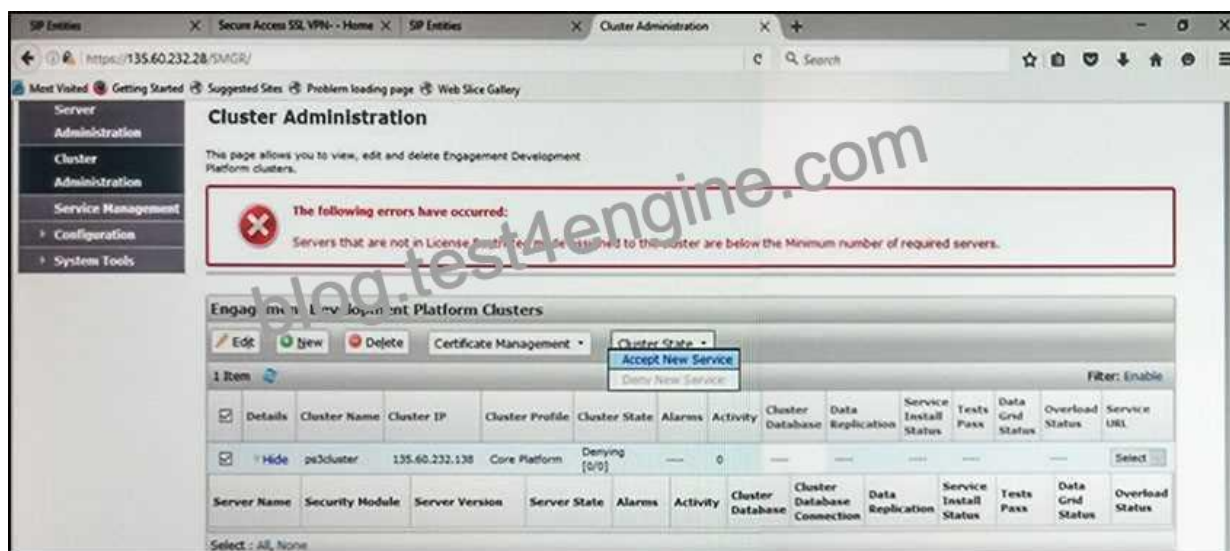 SIP Entities
Secure Access SSL VPN- - Home
SIP Entities
Cluster Administration
https://135.60.232.28/SMGR/
Search
Most Visited
Getting Started
Suggested Sites
Problem loading page
Web Slice Gallery
Server Administration
Cluster Administration
Service Management
Configuration
System Tools
Cluster Administration
This page allows you to view, edit and delete Engagement Development
Platform clusters.
The following errors have occurred:
Servers that are not in License to this cluster are below the Minimum number of required servers.
blog.test4engine.com
Platform Clusters
Edit New Delete Certificate Management Cluster State
Accept New Service
Deny New Service
1 Item
Filter: Enable
Details Cluster Name Cluster IP Cluster Profile Cluster State Alarms Activity Cluster Database Data Replication Service Install Status Tests Pass Data Grid Status Overload Status Service URL
Hide ps3cluster 135.60.232.138 Core Platform Denying [0/0] ---- 0 ---- ---- ---- ---- ---- Select
Server Name Security Module Server Version Server State Alarms Activity Cluster Database Cluster Database Connection Data Replication Service Install Status Tests Pass Data Grid Status Overload Status
Select : All, None